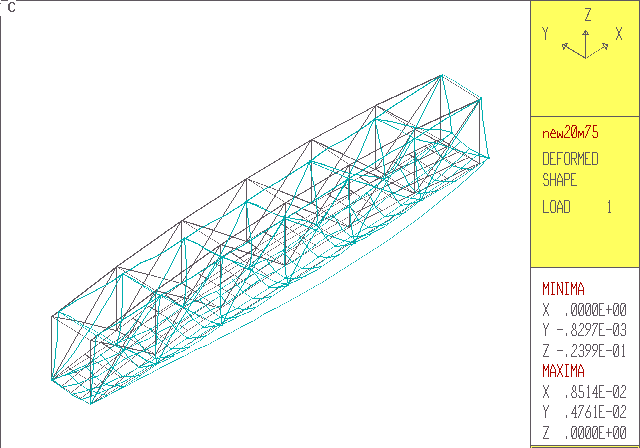 C
Z
Y X
new20m75
DEFORMED
SHAPE
LOAD 1
MINIMA
X .0000E+00
Y -.8297E-03
Z -.2399E-01
MAXIMA
X .8514E-02
Y .4761E-02
Z .0000E+00